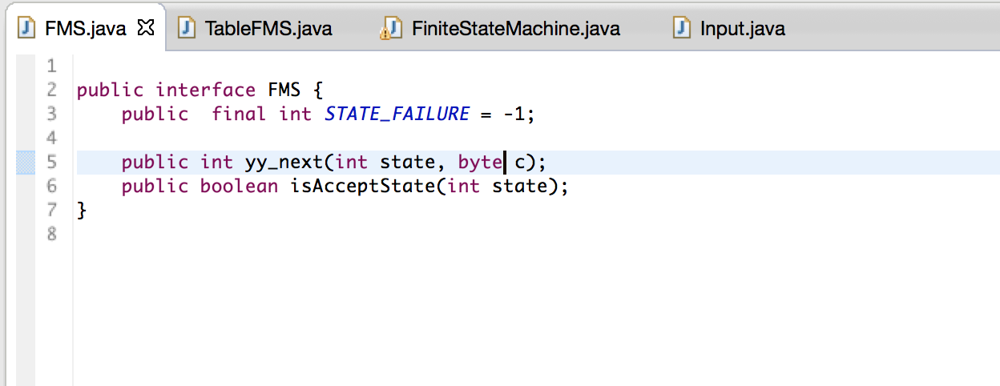 FMS.java TableFMS.java FiniteStateMachine.java Input.java
1
2 public interface FMS {
3     public  final int STATE_FAILURE = -1;
4
5     public int yy_next(int state, byte c);
6     public boolean isAcceptState(int state);
7 }
8